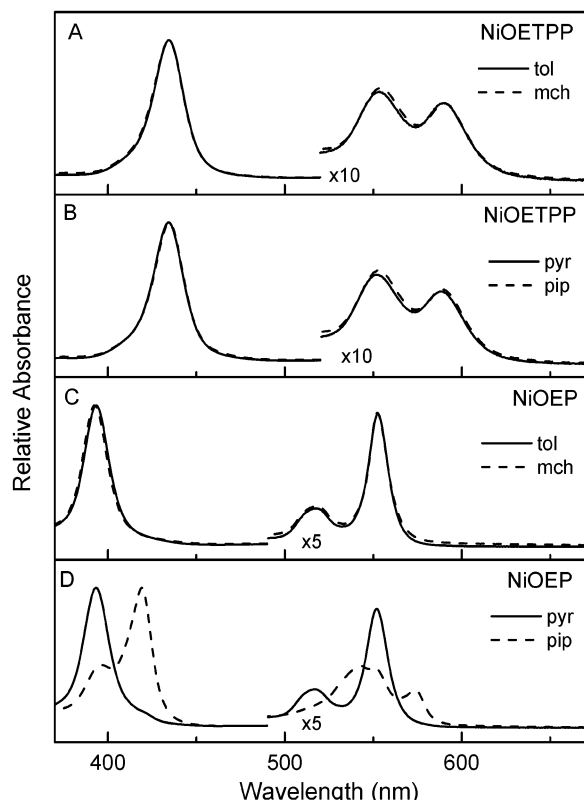 A
NiOETPP
tol
mch
x10
B
NiOETPP
pyr
pip
x10
C
NiOEP
tol
mch
x5
D
NiOEP
pyr
pip
x5
Relative Absorbance
400 500 600
Wavelength (nm)